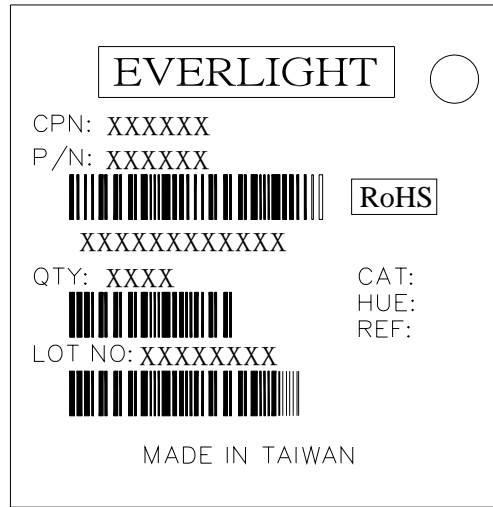 EVERLIGHT
CPN: XXXXXX
P/N: XXXXXX
RoHS
XXXXXXXXXXXX
QTY: XXXX
CAT:
HUE:
REF:
LOT NO: XXXXXXXX
MADE IN TAIWAN